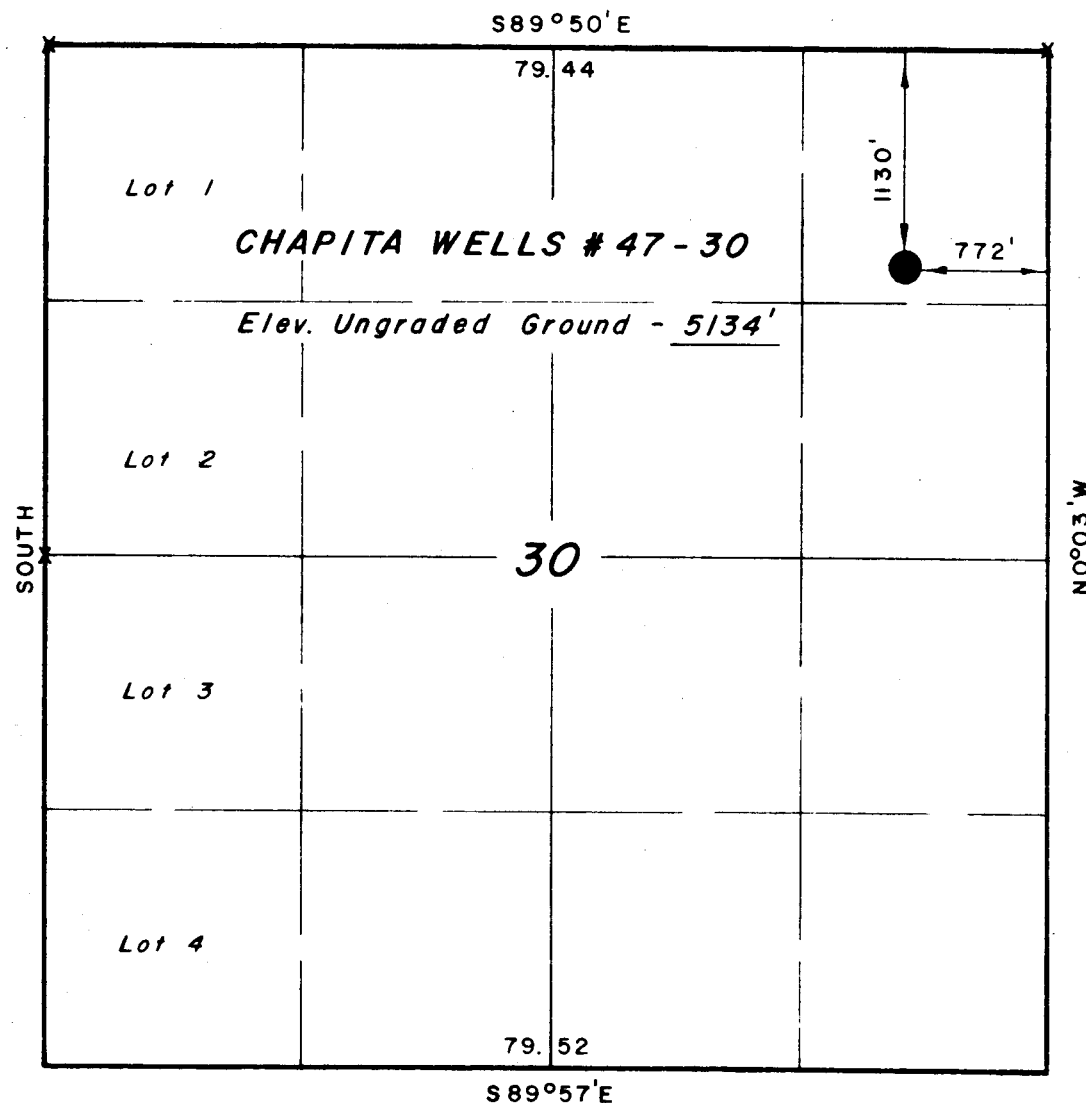 S89°50'E
79.44
Lot 1
1130'
CHAPITA WELLS # 47-30
772'
Elev. Ungraded Ground - 5134'
Lot 2
SOUTH
30
N0°03'W
Lot 3
Lot 4
79.52
S89°57'E